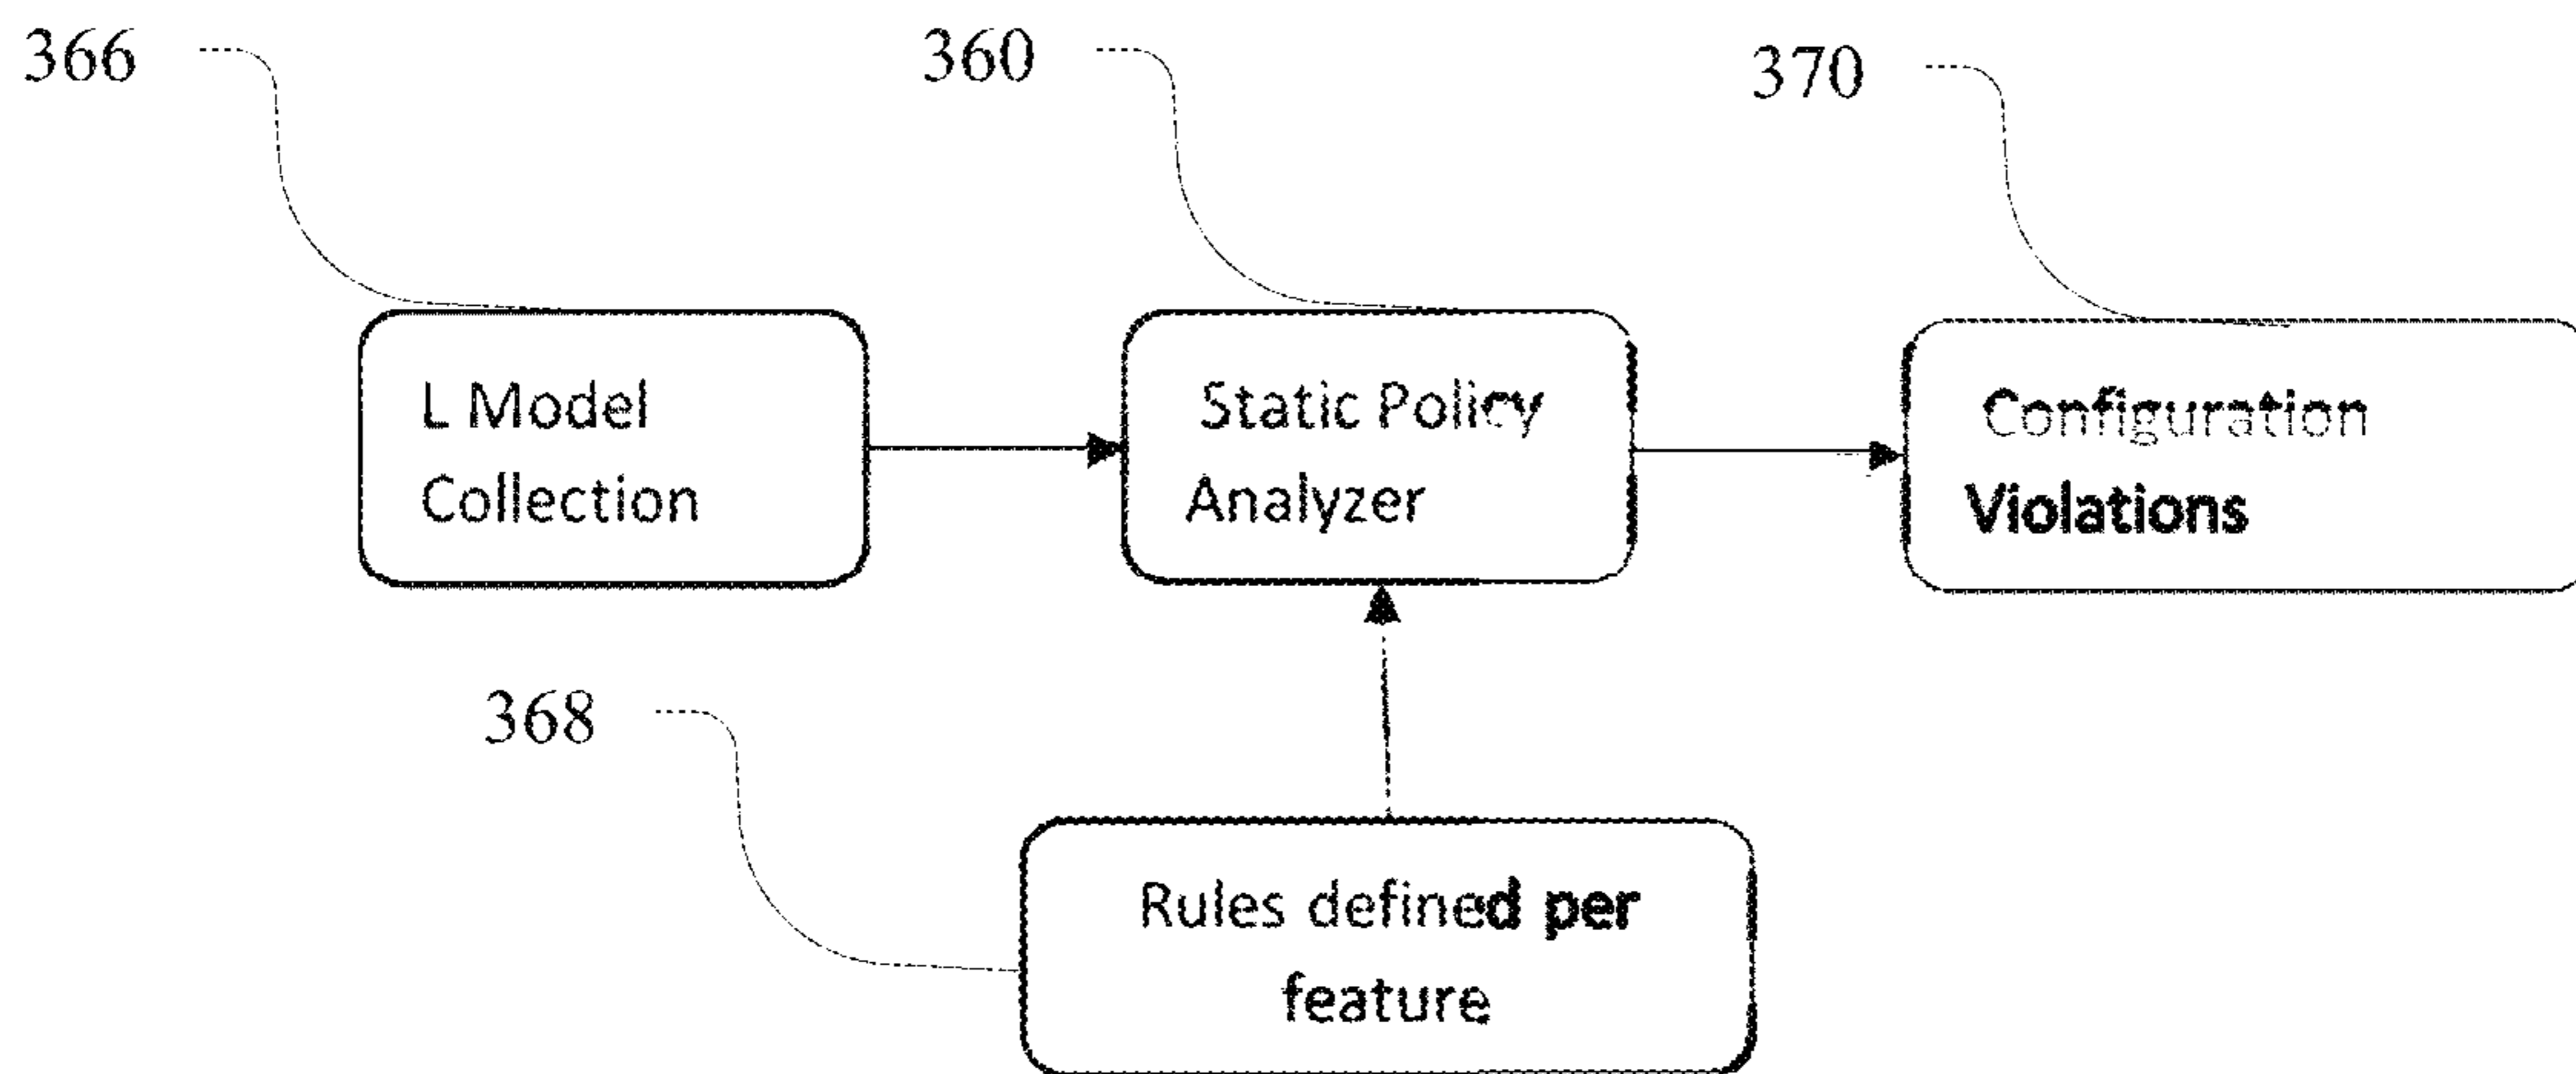 366
360
370
L Model
Collection
Static Policy
Analyzer
Configuration
Violations
368
Rules defined per
feature